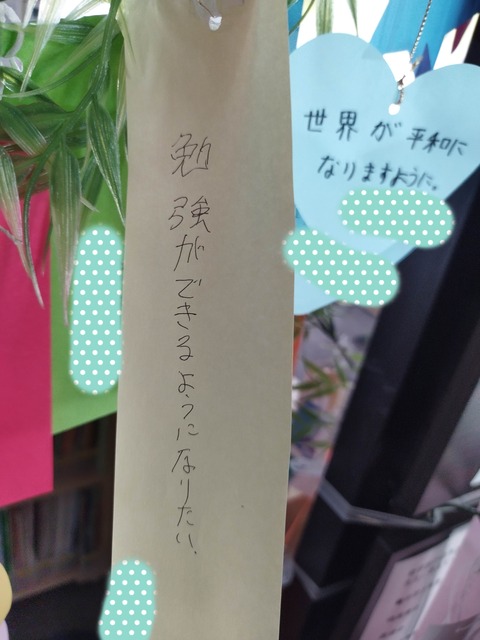 勉強ができるようになりたい。
世界が平和に
なりますように。